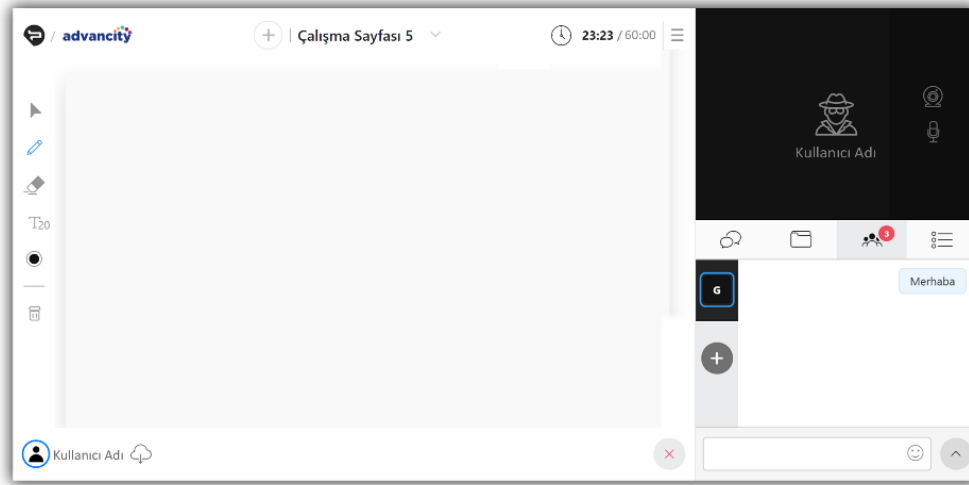 / advancity
+ | Çalışma Sayfası 5
23:23 / 60:00
T20
Kullanıcı Adı
Kullanıcı Adı
3
G
Merhaba
+